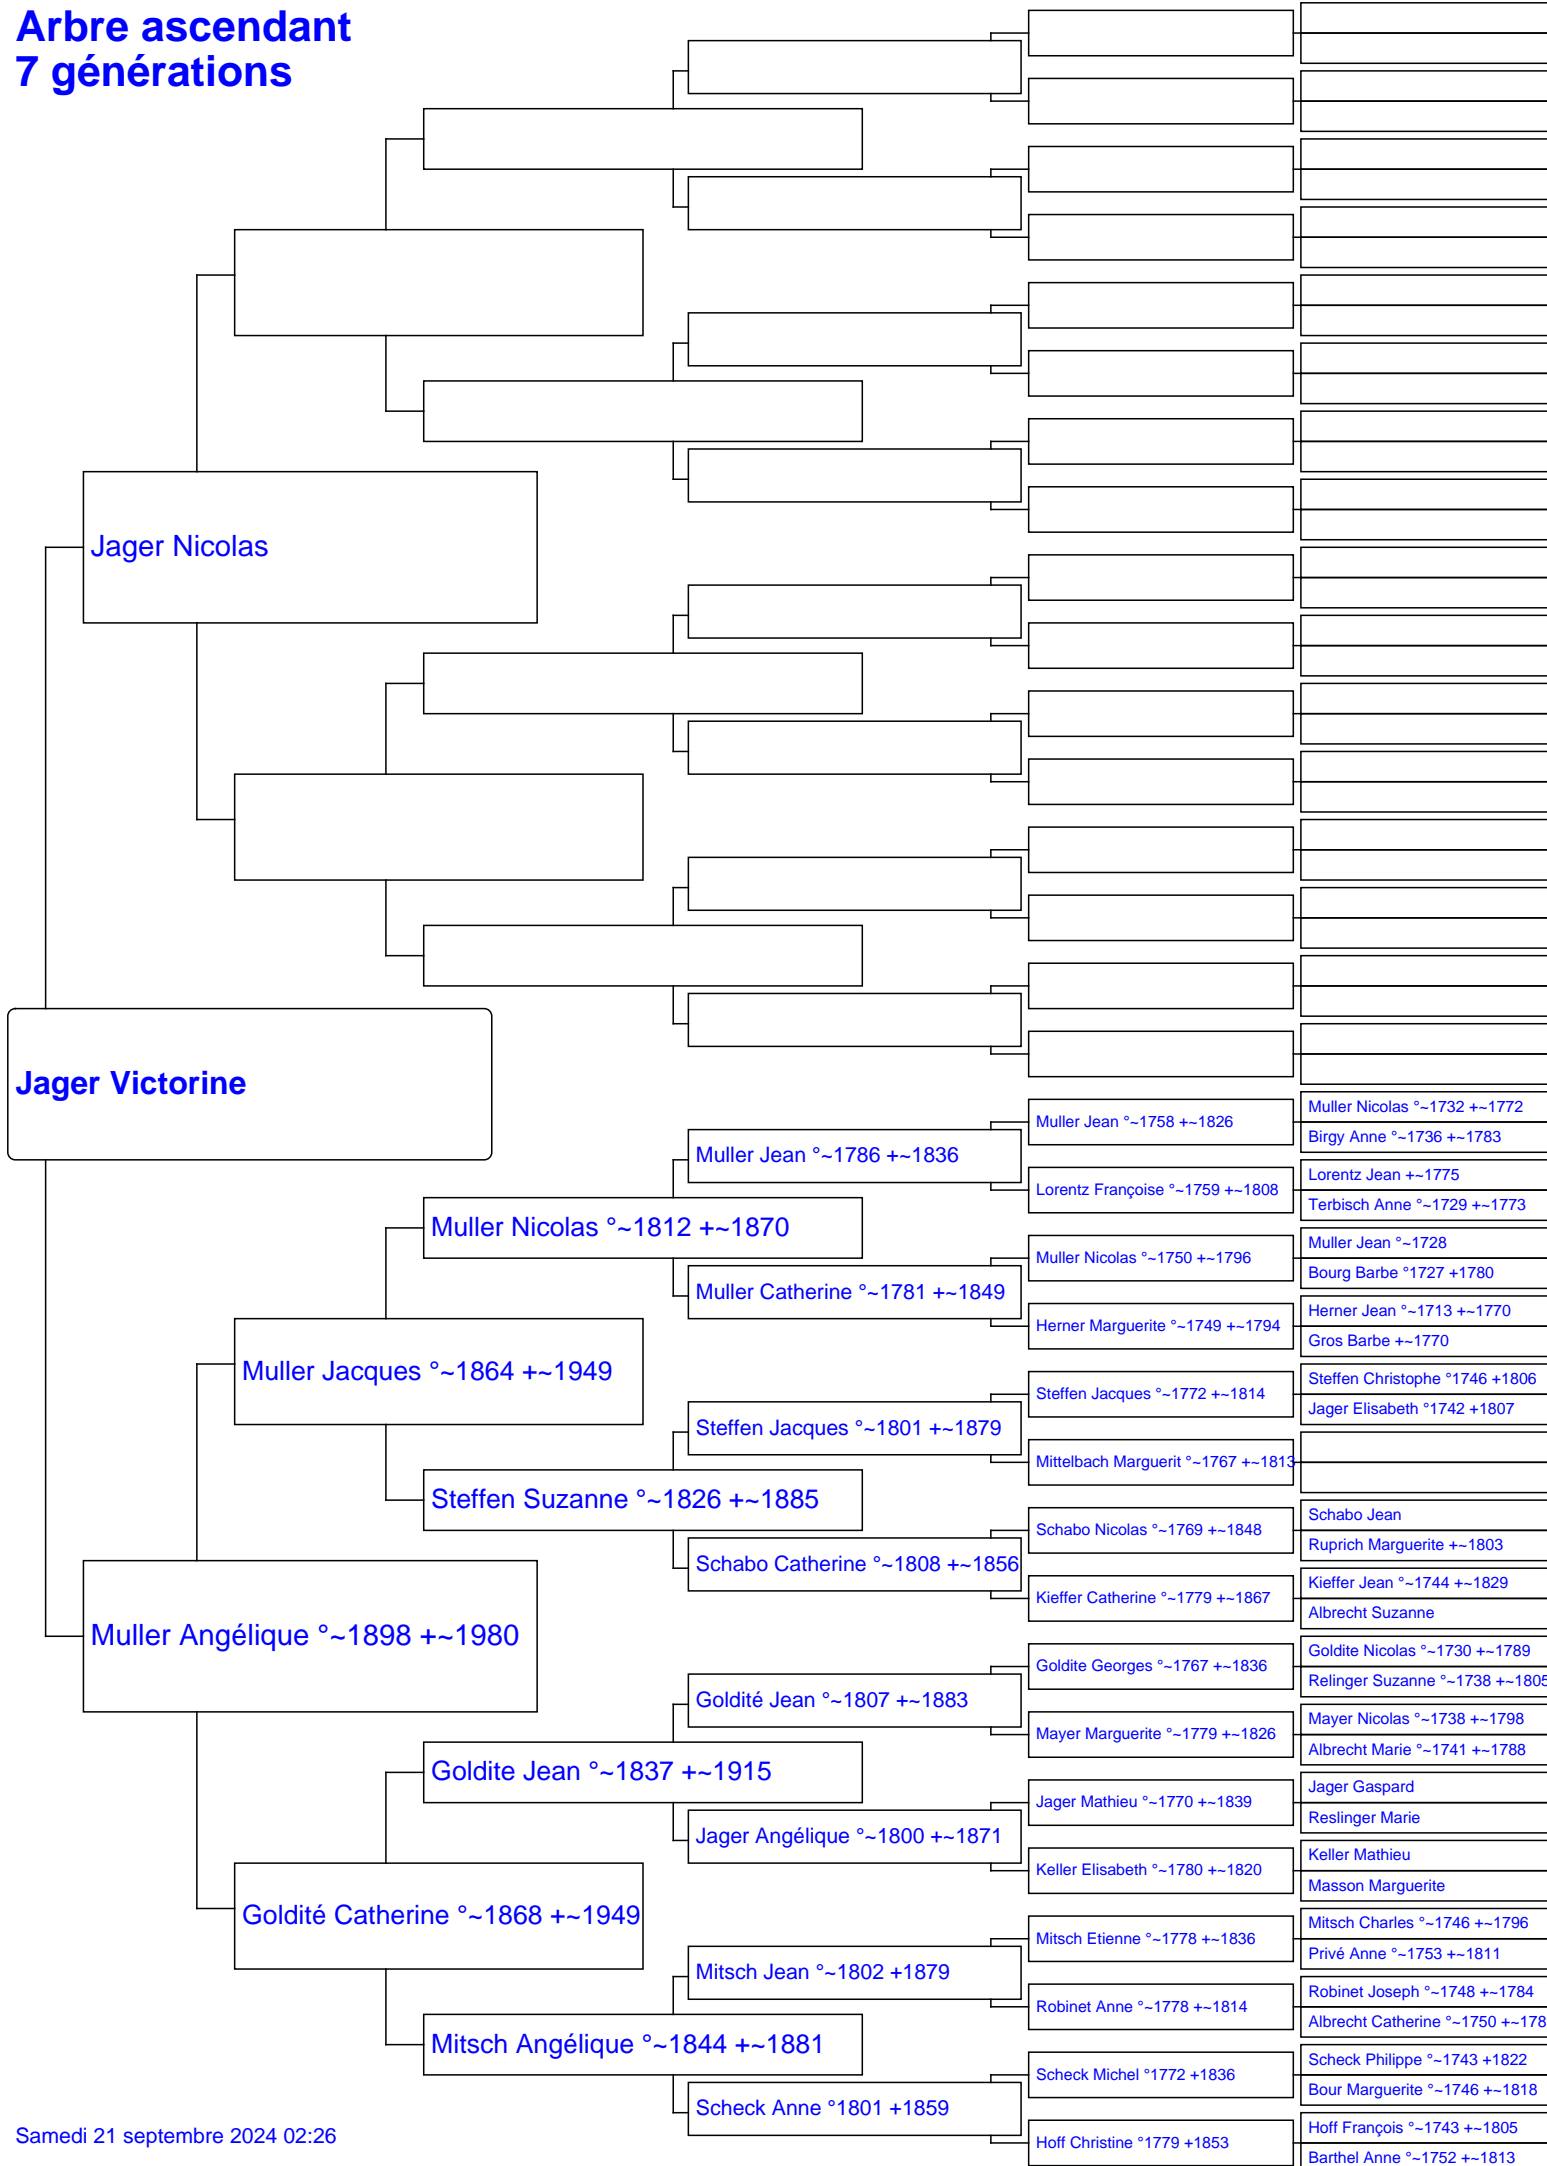 Arbre ascendant
7 générations
Jager Nicolas
Jager Victorine
Muller Angélique °~1898 +~1980
Muller Jacques °~1864 +~1949
Goldité Catherine °~1868 +~1949
Muller Nicolas °~1812 +~1870
Steffen Suzanne °~1826 +~1885
Goldite Jean °~1837 +~1915
Mitsch Angélique °~1844 +~1881
Muller Jean °~1786 +~1836
Muller Catherine °~1781 +~1849
Steffen Jacques °~1801 +~1879
Schabo Catherine °~1808 +~1856
Goldité Jean °~1807 +~1883
Jager Angélique °~1800 +~1871
Mitsch Jean °~1802 +1879
Scheck Anne °1801 +1859
Muller Jean °~1758 +~1826
Lorentz Françoise °~1759 +~1808
Muller Nicolas °~1750 +~1796
Herner Marguerite °~1749 +~1794
Steffen Jacques °~1772 +~1814
Mittelbach Marguerit °~1767 +~1813
Schabo Nicolas °~1769 +~1848
Kieffer Catherine °~1779 +~1867
Goldite Georges °~1767 +~1836
Mayer Marguerite °~1779 +~1826
Jager Mathieu °~1770 +~1839
Keller Elisabeth °~1780 +~1820
Mitsch Etienne °~1778 +~1836
Robinet Anne °~1778 +~1814
Scheck Michel °1772 +1836
Hoff Christine °1779 +1853
Muller Nicolas °~1732 +~1772
Birgy Anne °~1736 +~1783
Lorentz Jean +~1775
Terbisch Anne °~1729 +~1773
Muller Jean °~1728
Bourg Barbe °1727 +1780
Herner Jean °~1713 +~1770
Gros Barbe +~1770
Steffen Christophe °1746 +1806
Jager Elisabeth °1742 +1807
Schabo Jean
Ruprich Marguerite +~1803
Kieffer Jean °~1744 +~1829
Albrecht Suzanne
Goldite Nicolas °~1730 +~1789
Relinger Suzanne °~1738 +~1805
Mayer Nicolas °~1738 +~1798
Albrecht Marie °~1741 +~1788
Jager Gaspard
Reslinger Marie
Keller Mathieu
Masson Marguerite
Mitsch Charles °~1746 +~1796
Privé Anne °~1753 +~1811
Robinet Joseph °~1748 +~1784
Albrecht Catherine °~1750 +~178
Scheck Philippe °~1743 +1822
Bour Marguerite °~1746 +~1818
Hoff François °~1743 +~1805
Barthel Anne °~1752 +~1813
Samedi 21 septembre 2024 02:26